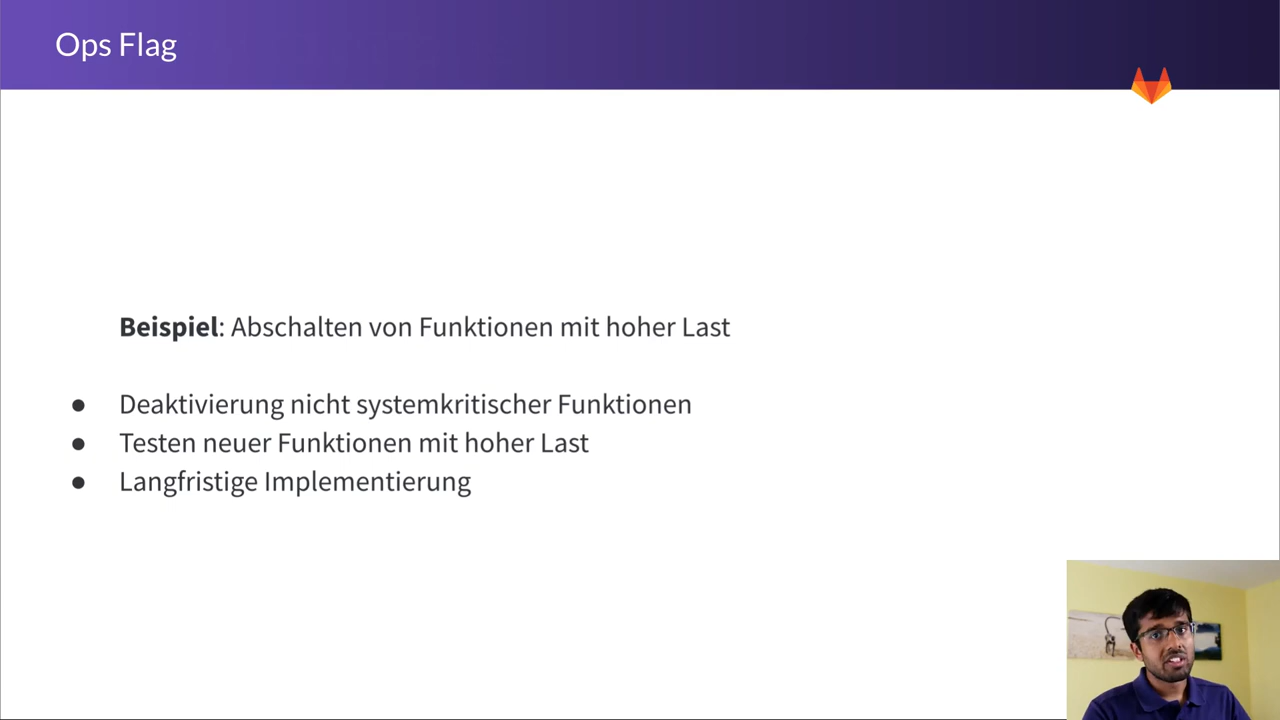 Ops Flag
Beispiel: Abschalten von Funktionen mit hoher Last
● Deaktivierung nicht systemkritischer Funktionen
● Testen neuer Funktionen mit hoher Last
● Langfristige Implementierung